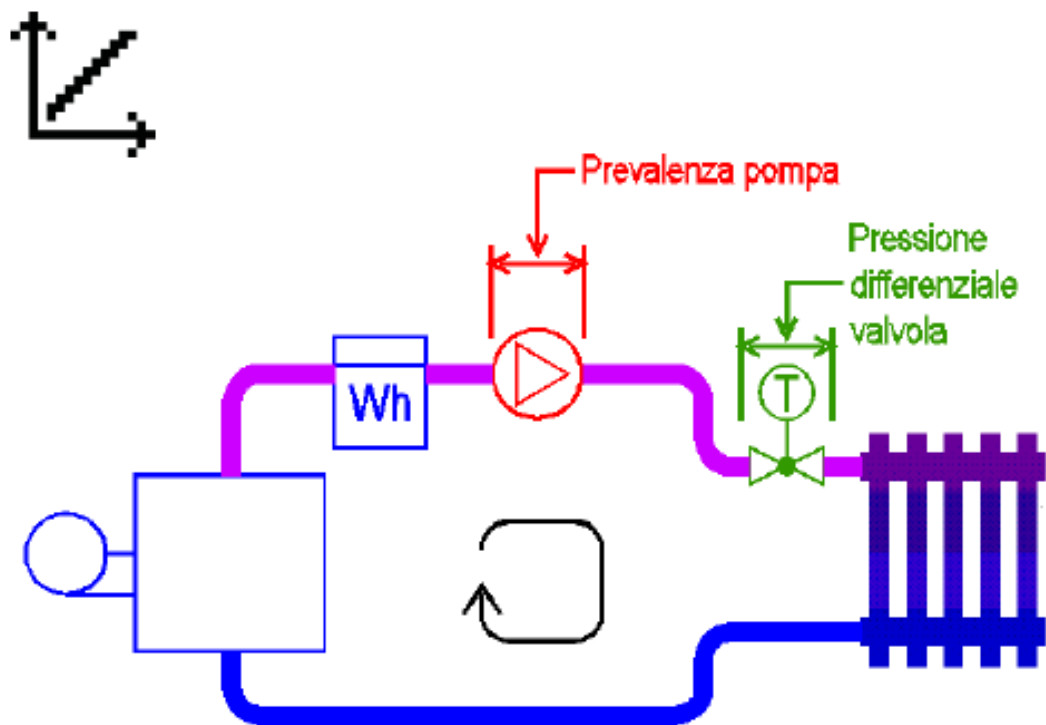 Prevalenza pompa
Pressione
differenziale
valvola
T
Wh